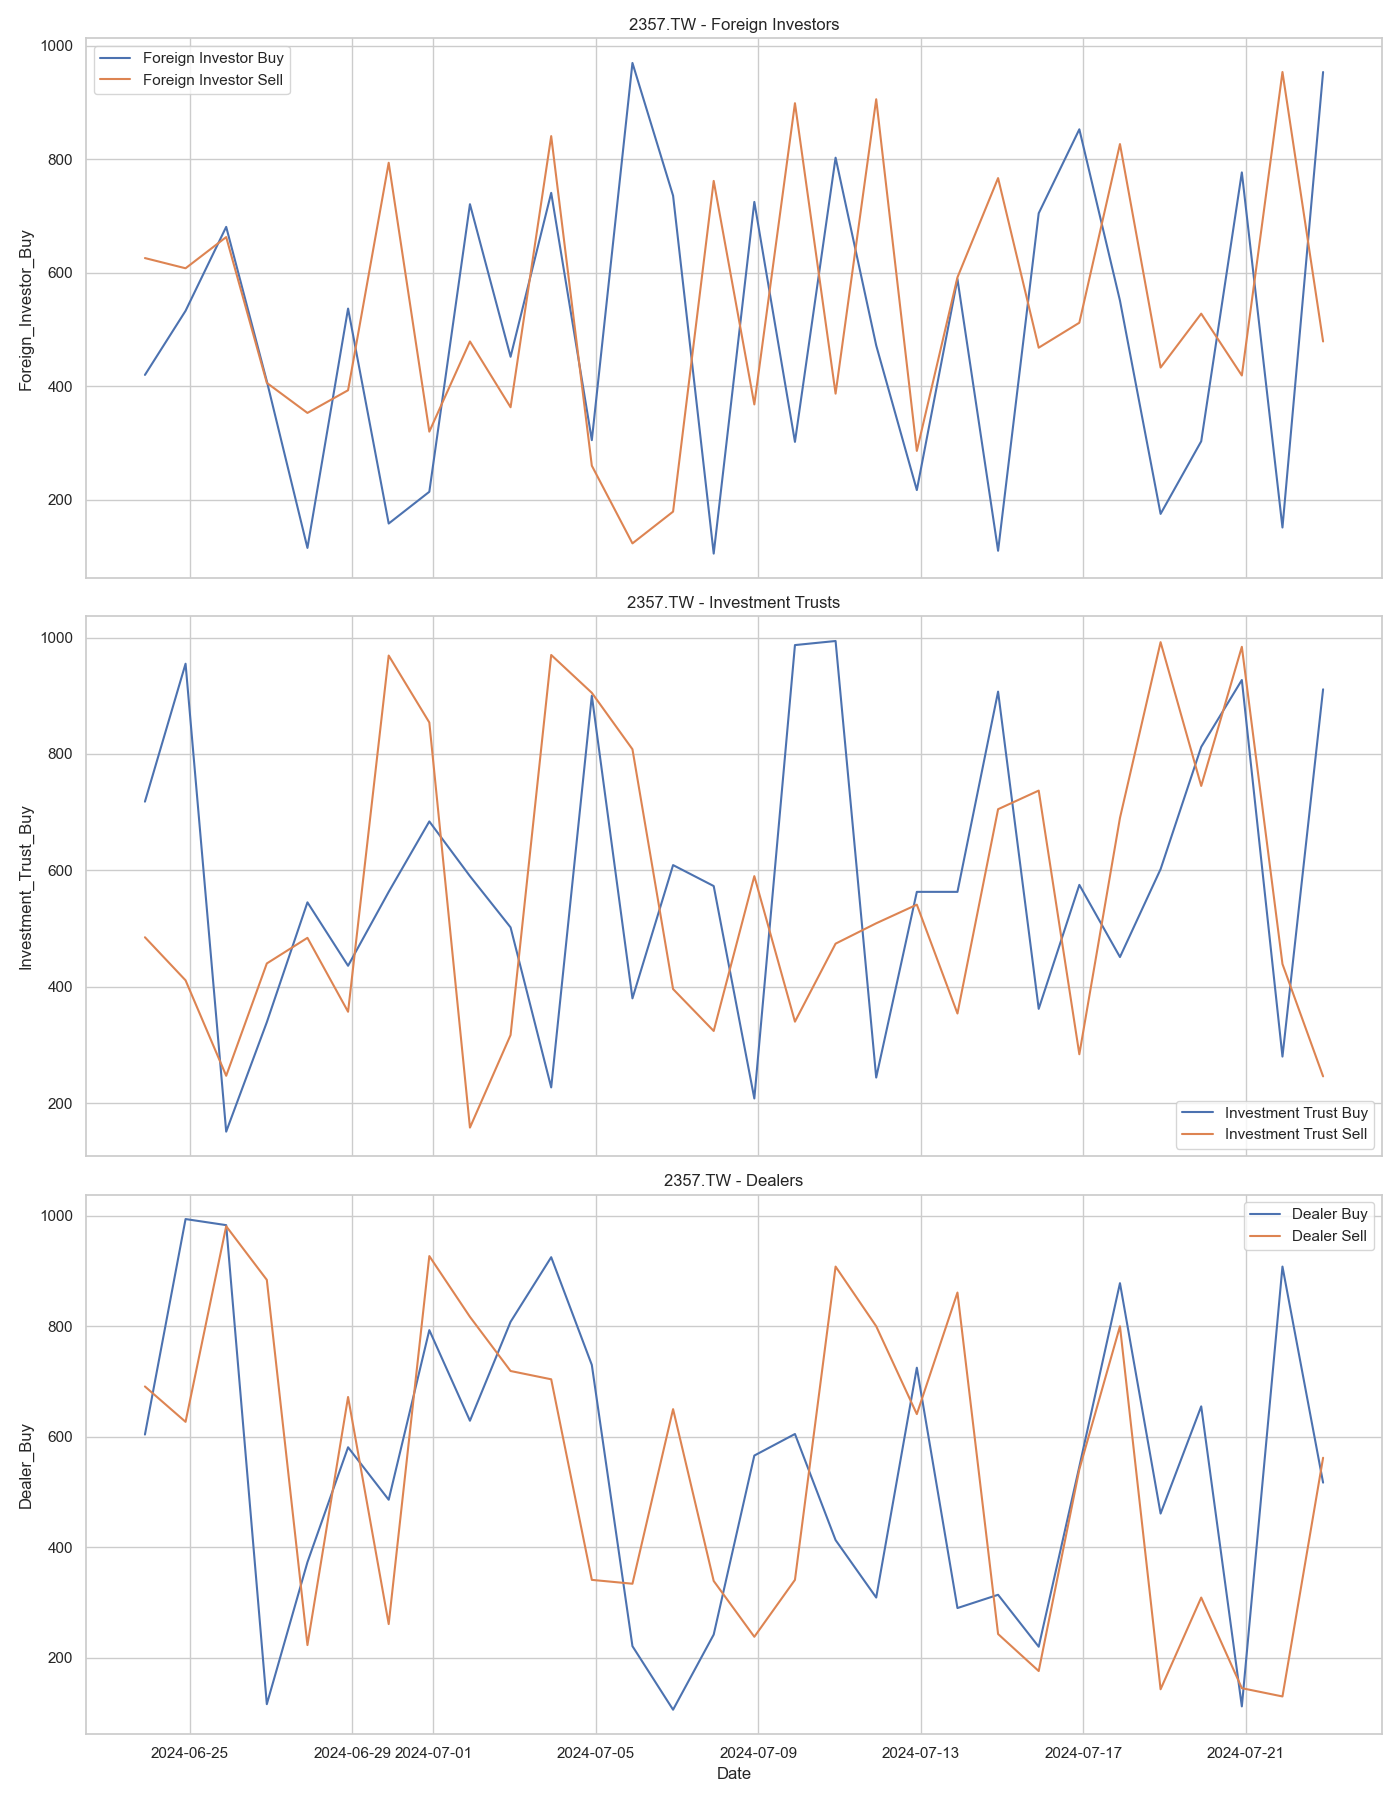 2357.TW - Foreign Investors
Foreign Investor Buy
Foreign Investor Sell
1000
800
600
400
200
Foreign_Investor_Buy
2357.TW - Investment Trusts
1000
800
600
400
200
Investment_Trust_Buy
Investment Trust Buy
Investment Trust Sell
2357.TW - Dealers
Dealer Buy
Dealer Sell
1000
800
600
400
200
Dealer_Buy
2024-06-25 2024-06-29 2024-07-01 2024-07-05 2024-07-09 2024-07-13 2024-07-17 2024-07-21
Date